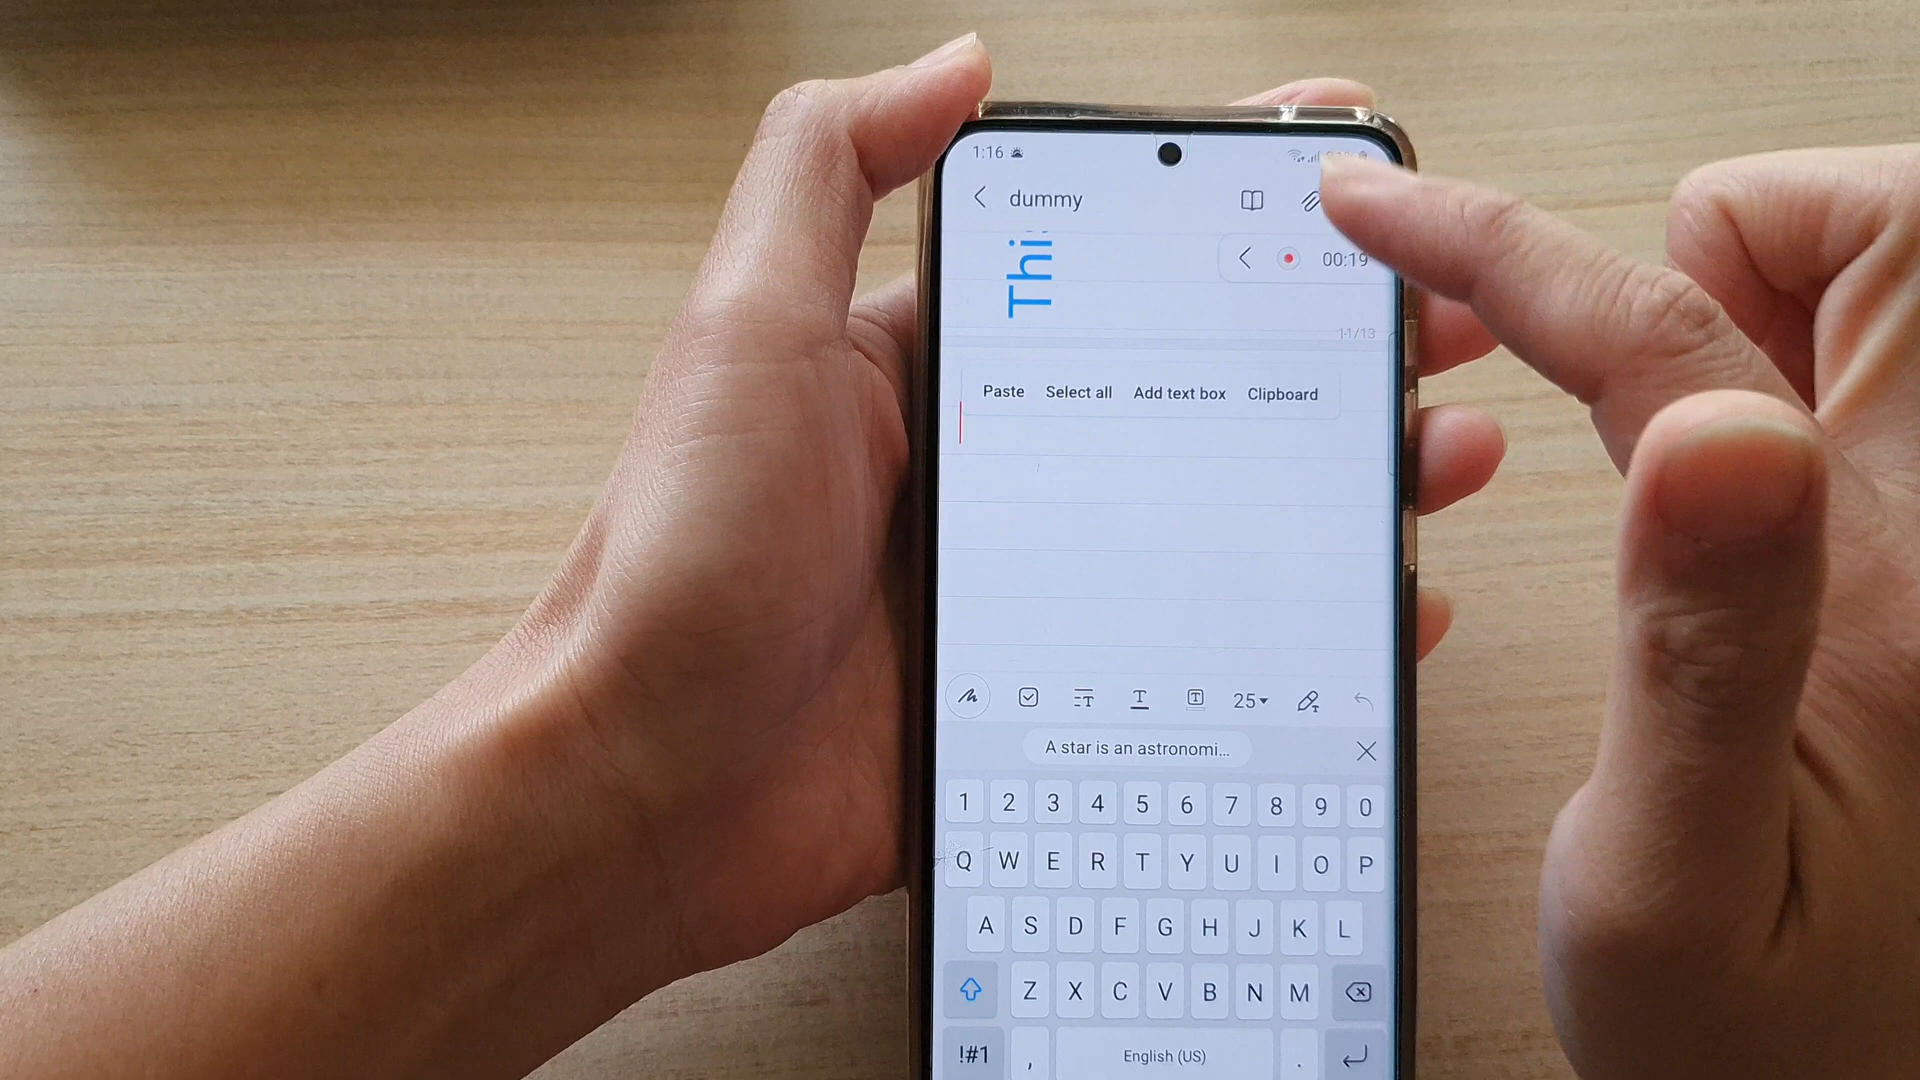 1:16
dummy
Thi
00:19
11/13
Paste Select all Add text box Clipboard
25
A star is an astronomi...
1 2 3 4 5 6 7 8 9 0
Q W E R T Y U I O P
A S D F G H J K L
Z X C V B N M
!#1 , English (US) .